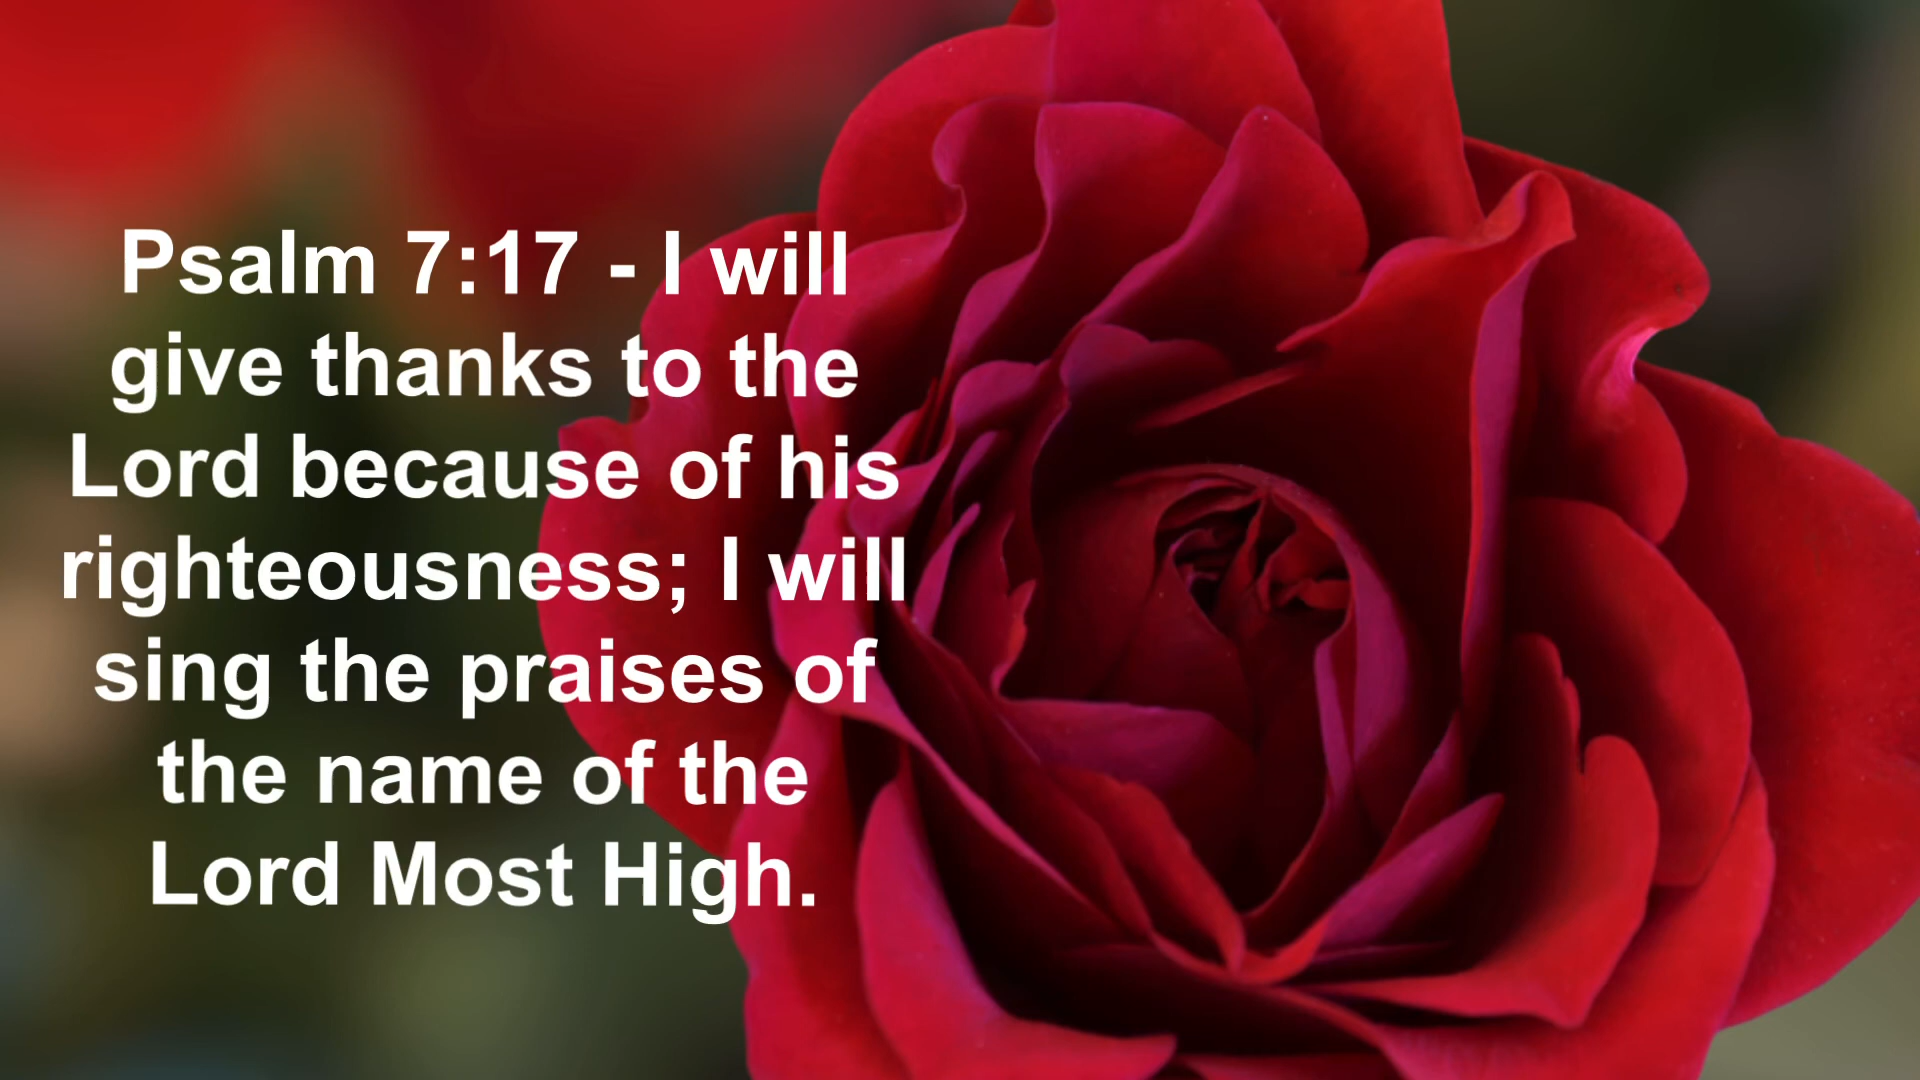 Psalm 7:17 - I will
give thanks to the
Lord because of his
righteousness; I will
sing the praises of
the name of the
Lord Most High.